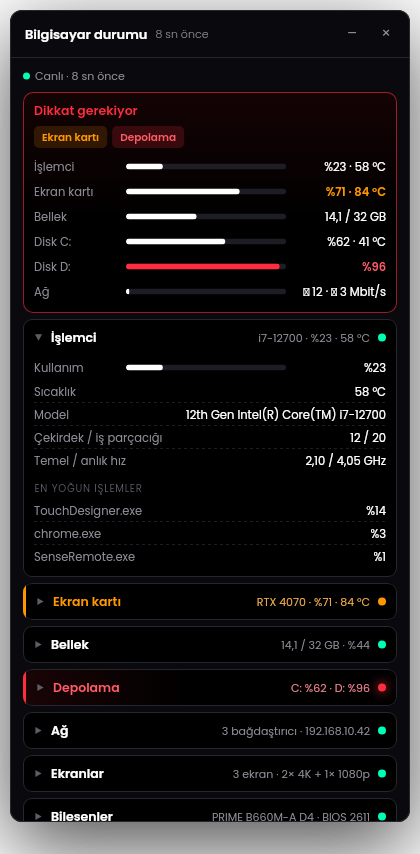 Bilgisayar durumu 8 sn önce
Canlı · 8 sn önce
Dikkat gerekiyor
Ekran kartı Depolama
İşlemci %23 · 58 °C
Ekran kartı %71 · 84 °C
Bellek 14,1 / 32 GB
Disk C: %62 · 41 °C
Disk D: %96
Ağ 12 · 3 Mbit/s
İşlemci i7-12700 · %23 · 58 °C
Kullanım %23
Sıcaklık 58 °C
Model 12th Gen Intel(R) Core(TM) i7-12700
Çekirdek / iş parçacığı 12 / 20
Temel / anlık hız 2,10 / 4,05 GHz
EN YOĞUN IŞLEMLER
TouchDesigner.exe %14
chrome.exe %3
SenseRemote.exe %1
Ekran kartı RTX 4070 · %71 · 84 °C
Bellek 14,1 / 32 GB · %44
Depolama C: %62 · D: %96
Ağ 3 bağdaştırıcı · 192.168.10.42
Ekranlar 3 ekran · 2× 4K + 1× 1080p
Bileşenler PRIME B660M-A D4 · BIOS 2611